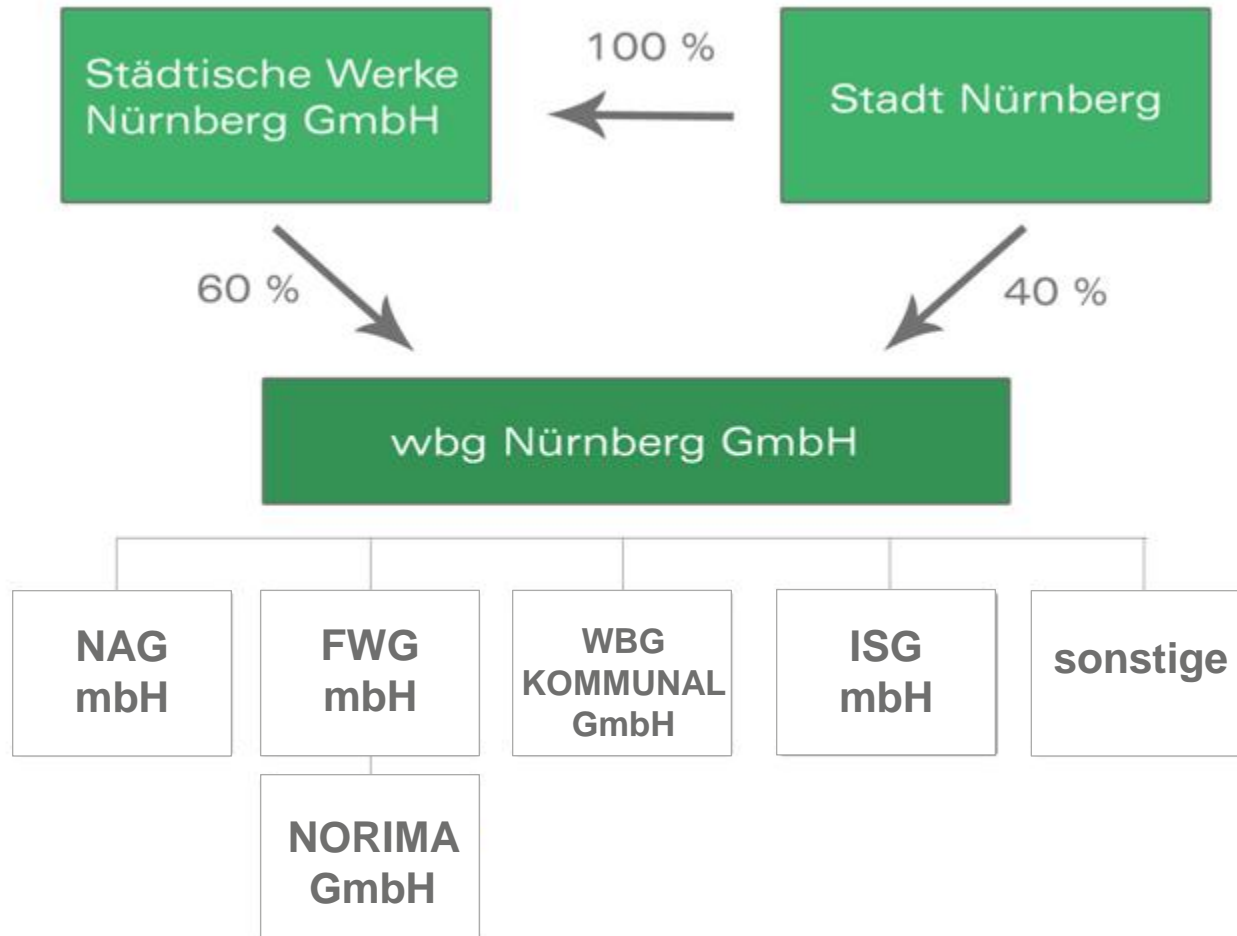 Städtische Werke
Nürnberg GmbH
100 %
Stadt Nürnberg
60 %
40 %
wbg Nürnberg GmbH
NAG
mbH
FWG
mbH
WBG
KOMMUNAL
GmbH
ISG
mbH
sonstige
NORIMA
GmbH